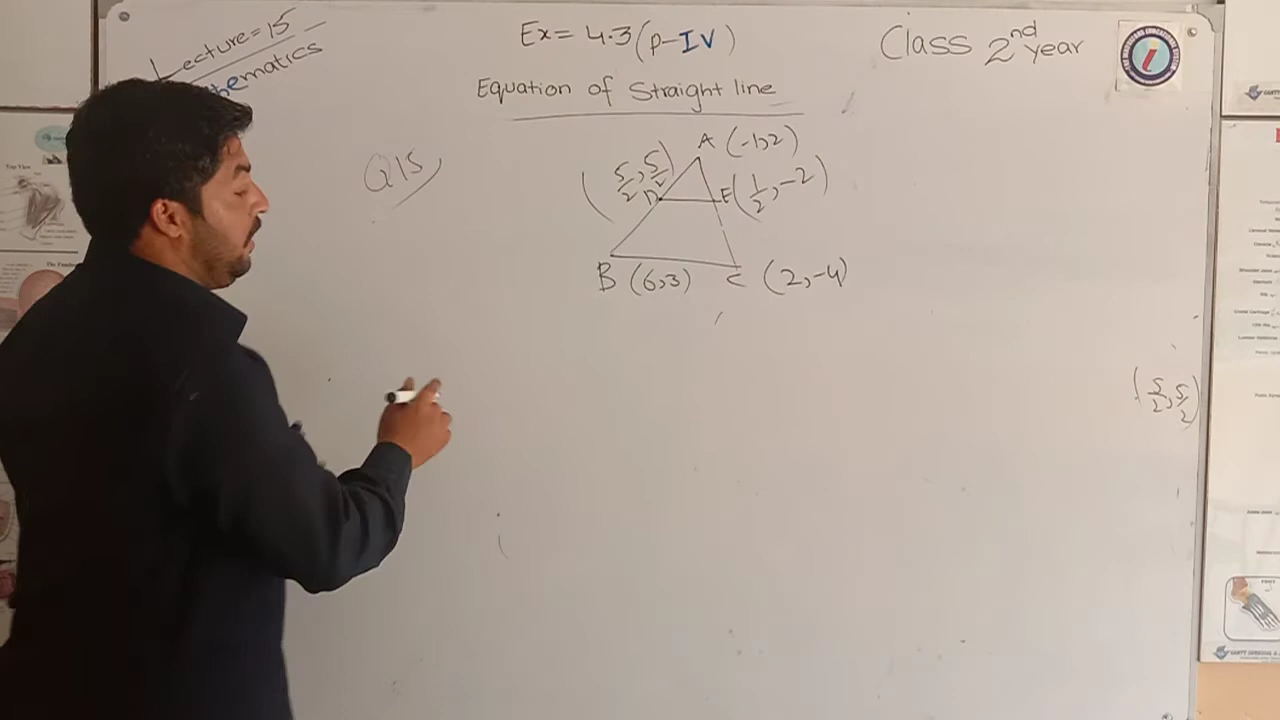 Lecture=15
thematics
Ex= 4.3 (P-IV)
Class 2nd year
Equation of Straight line
Q15
A (-1,2)
(5/2, 5/2)
D
E (1/2, -2)
B (6,3)
C (2,-4)
(5/2, 5/2)